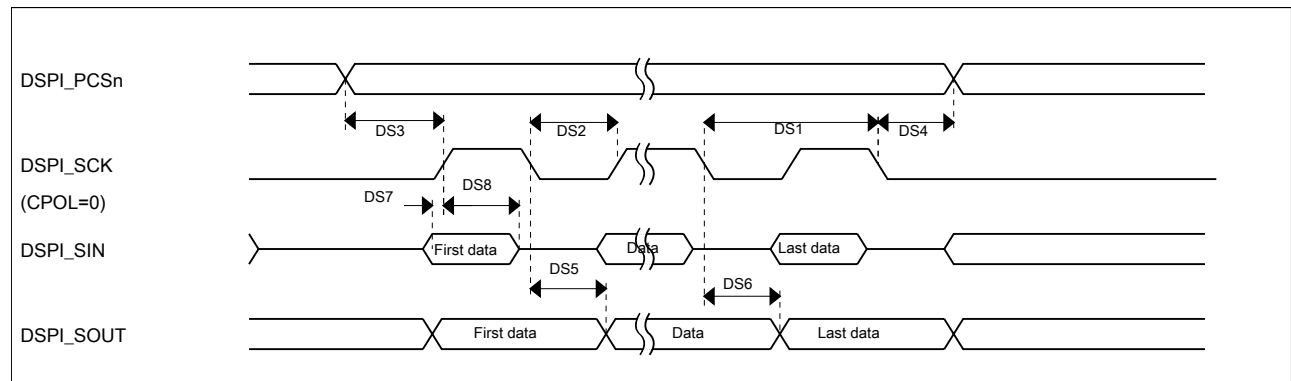 DSPI_PCSn
DS3
DS2
DS1
DS4
DSPI_SCK
(CPOL=0)
DS7
DS8
DSPI_SIN
First data
Data
Last data
DS5
DS6
DSPI_SOUT
First data
Data
Last data